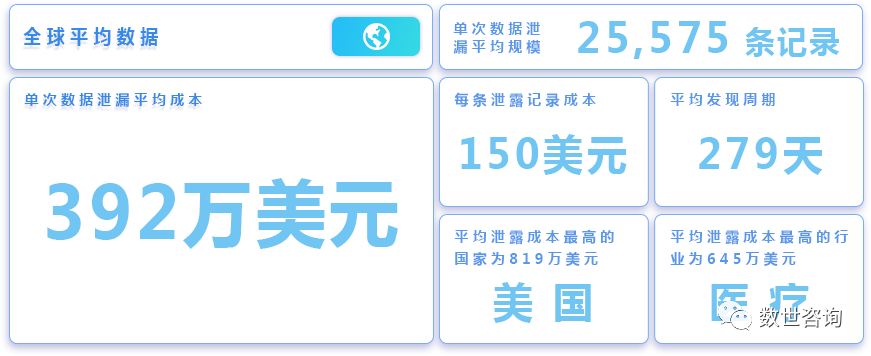 全球平均数据
单次数据泄
漏平均规模
25,575 条记录
单次数据泄漏平均成本
392万美元
每条泄露记录成本
150美元
平均发现周期
279天
平均泄露成本最高的
国家为819万美元
美国
平均泄露成本最高的行
业为645万美元
医疗
数世咨询